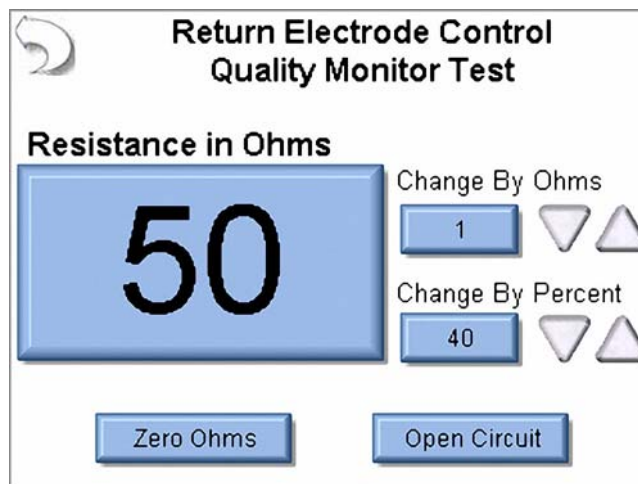 Return Electrode Control
Quality Monitor Test
Resistance in Ohms
50
Change By Ohms
1
Change By Percent
40
Zero Ohms
Open Circuit